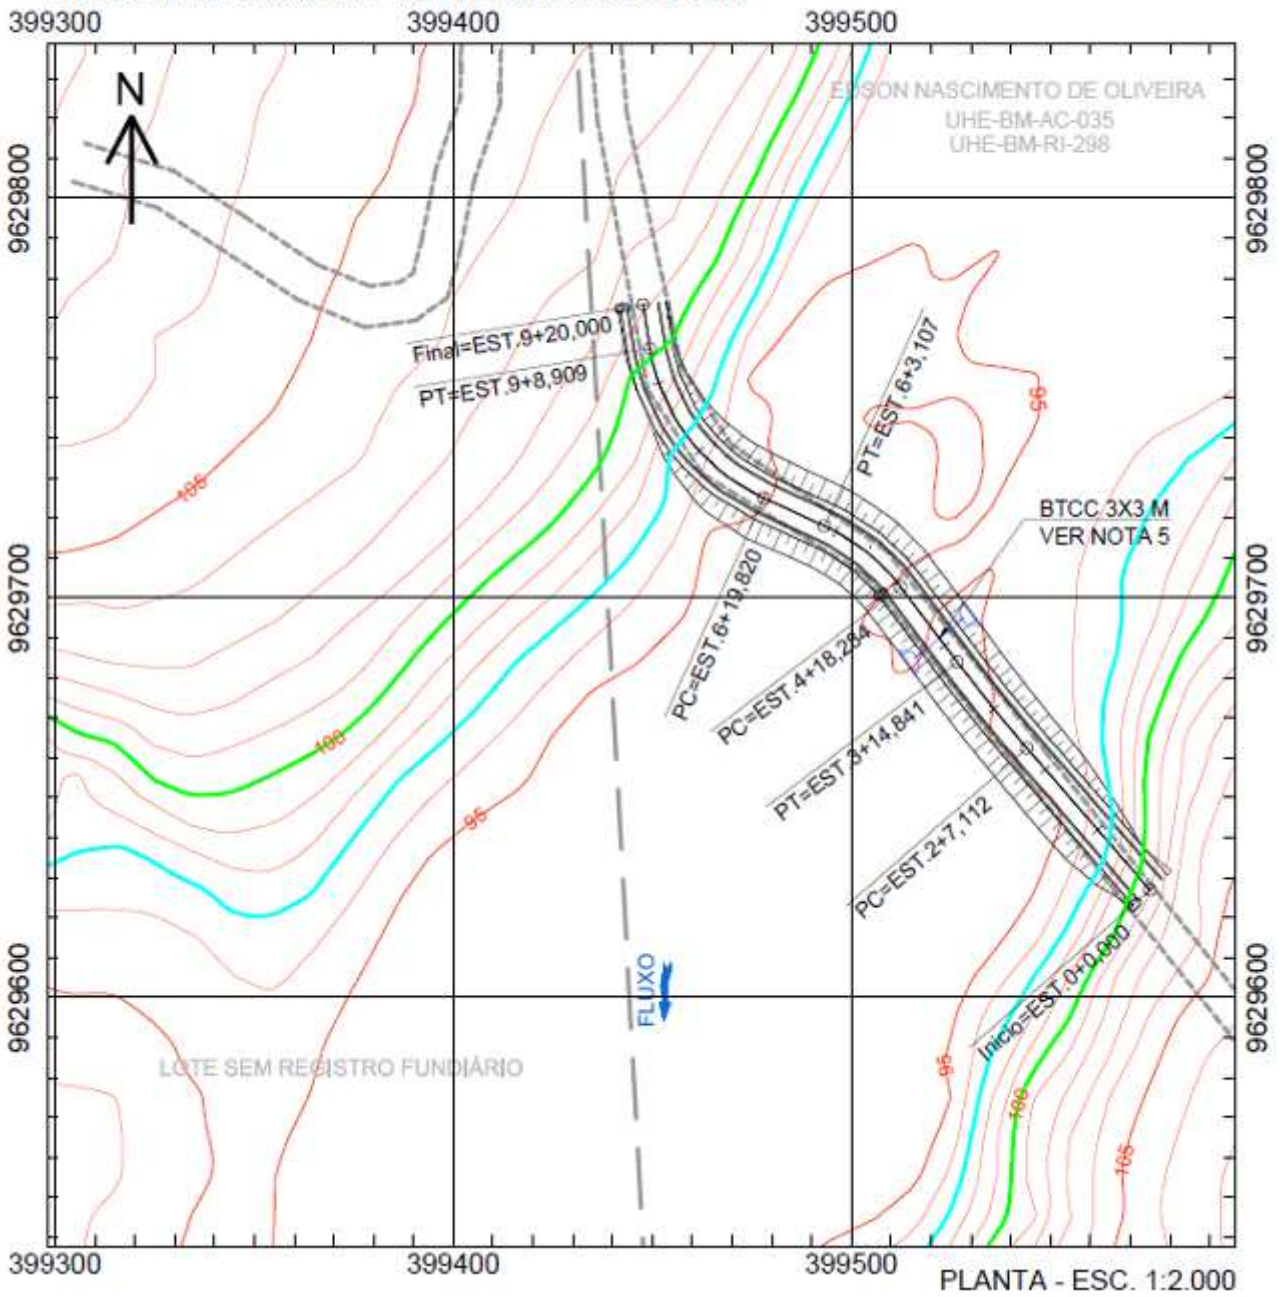 399300
399400
399500
N
EDSON NASCIMENTO DE OLIVEIRA
UHE-BM-AC-035
UHE-BM-RI-298
9629800
9629800
Final=EST.9+20,000
PT=EST.9+8,909
PT=EST.6+3,107
95
105
BTCC 3X3 M
VER NOTA 5
9629700
9629700
PC=EST.6+19,820
PC=EST.4+18,284
PT=EST 3+14,841
PC=EST.2+7,112
100
95
Inicio=EST.0+0,000
FLUXO
9629600
9629600
LOTE SEM REGISTRO FUNDIÁRIO
95
100
105
399300
399400
399500
PLANTA - ESC. 1:2.000